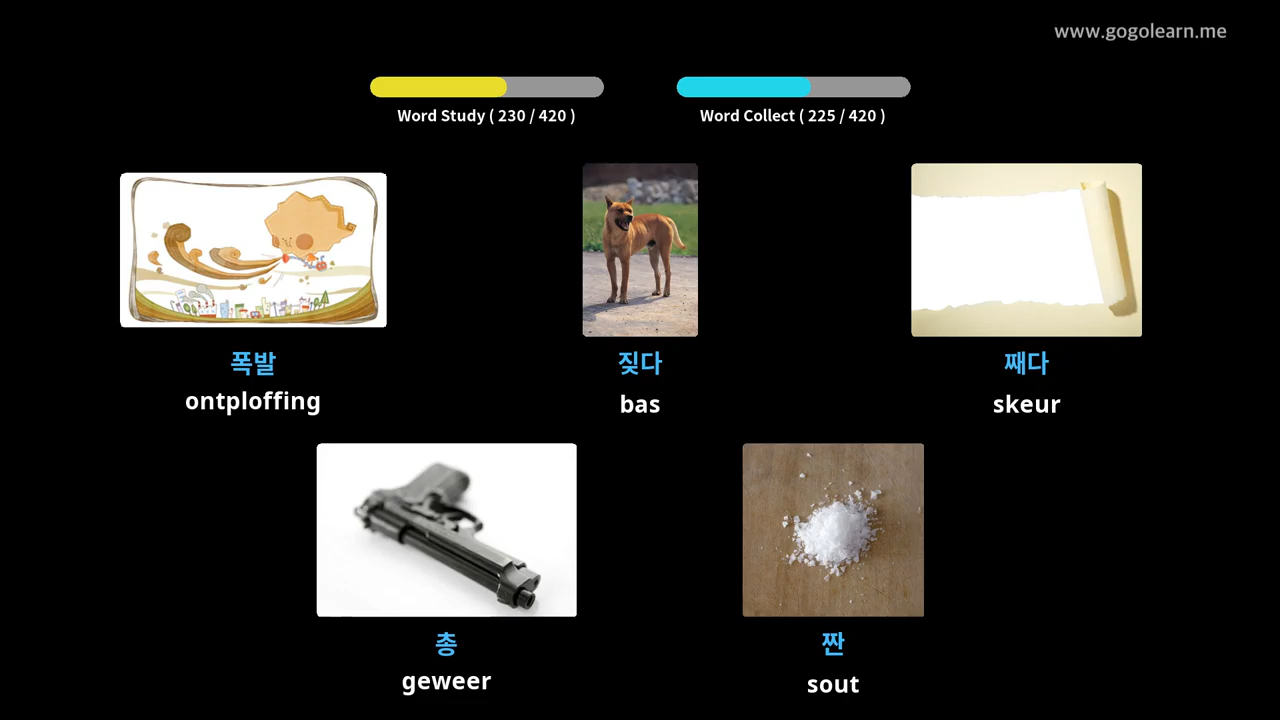 www.gogolearn.me
Word Study ( 230 / 420 )
Word Collect ( 225 / 420 )
폭발
ontploffing
짖다
bas
째다
skeur
총
geweer
짠
sout